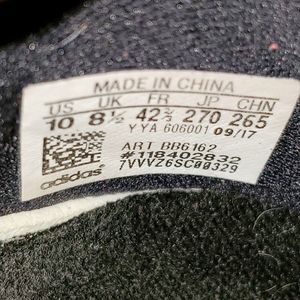 MADE IN CHINA
US UK FR JP CHN
10 8½ 42⅔ 270 265
YYA 606001 09/17
ART BB6162
#118402832
7VVVZ6SC00329
adidas